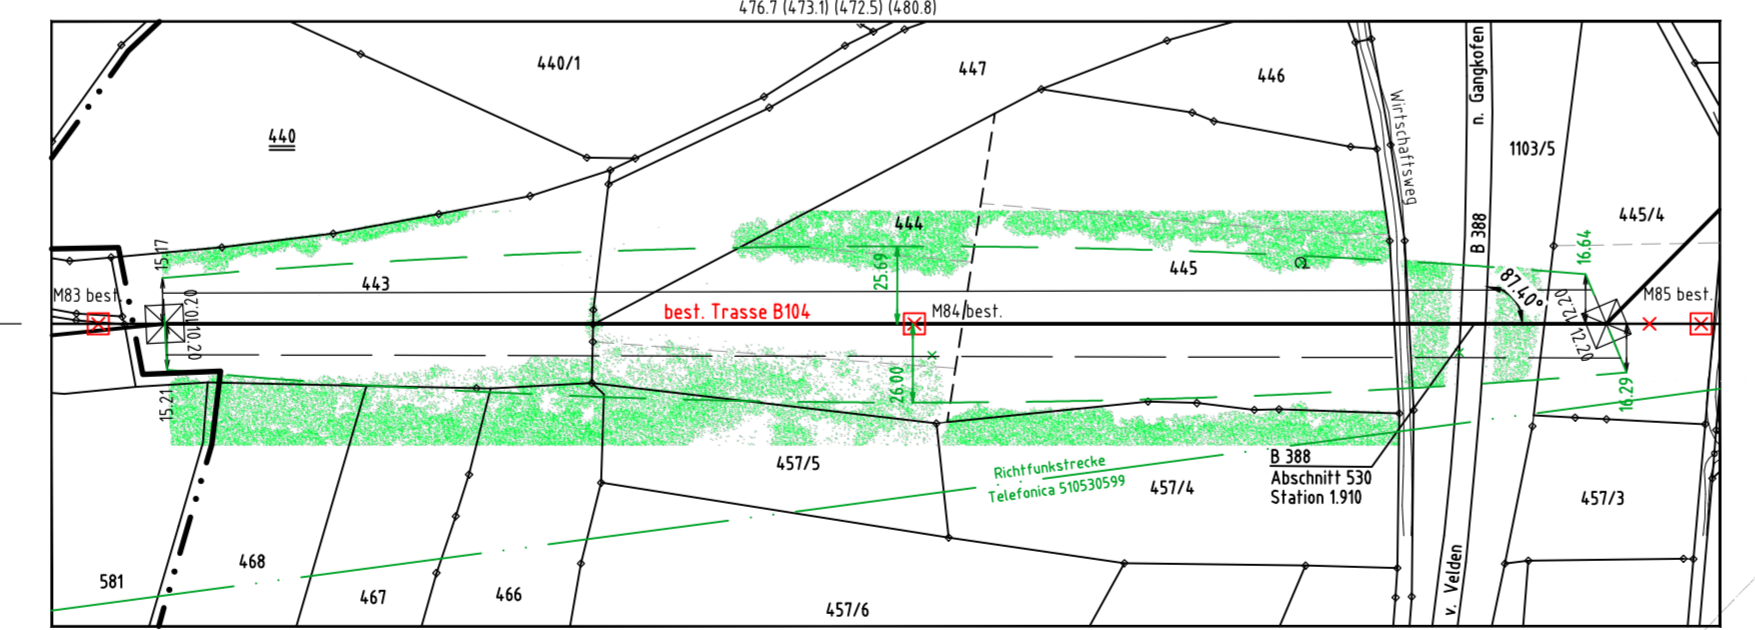 476.7 (473.1) (472.5) (480.8)
440/1
447
446
440
Wirtschaftsweg
n. Gangkofen
B 388
1103/5
445/4
444
443
445
15.17
25.69
16.64
87.40°
M83 best.
10.20
10.20
best. Trasse B104
M84 best.
M85 best.
12.20
12.20
15.21
26.00
16.29
457/5
Richtfunkstrecke
Telefonica 510530599
457/4
B 388
Abschnitt 530
Station 1.910
457/3
581
468
467
466
457/6
v. Velden